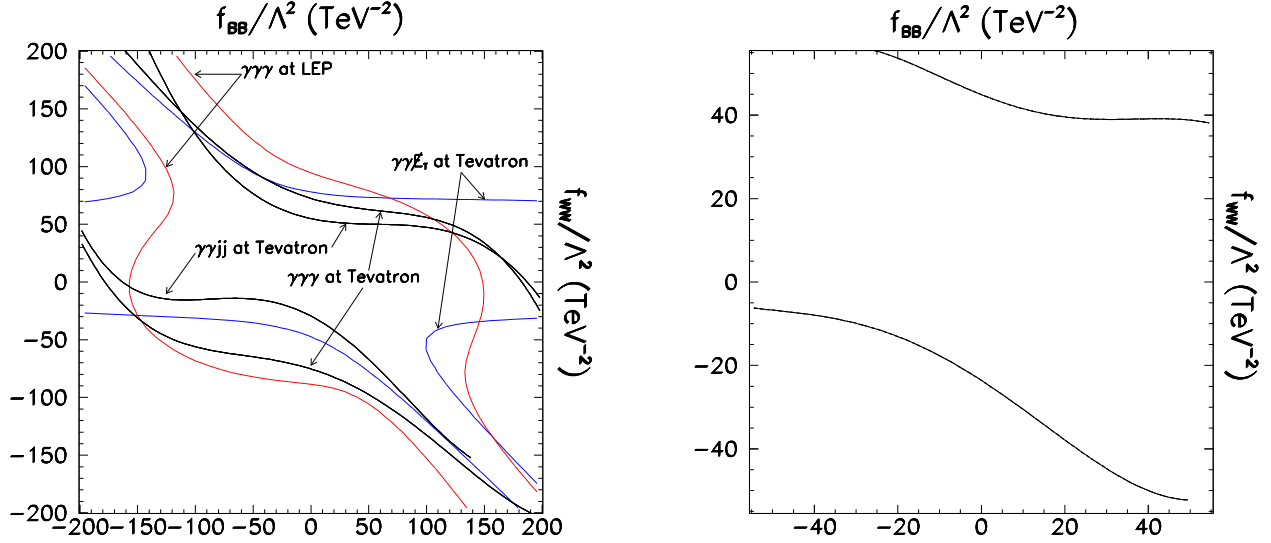 f_BB/Λ² (TeV⁻²)
f_BB/Λ² (TeV⁻²)
200
150
100
50
0
−50
−100
−150
−200
γγγ at LEP
γγE̸_T at Tevatron
γγjj at Tevatron
γγγ at Tevatron
−200 −150 −100 −50 0 50 100 150 200
f_WW/Λ² (TeV⁻²)
40
20
0
−20
−40
−40 −20 0 20 40
f_WW/Λ² (TeV⁻²)